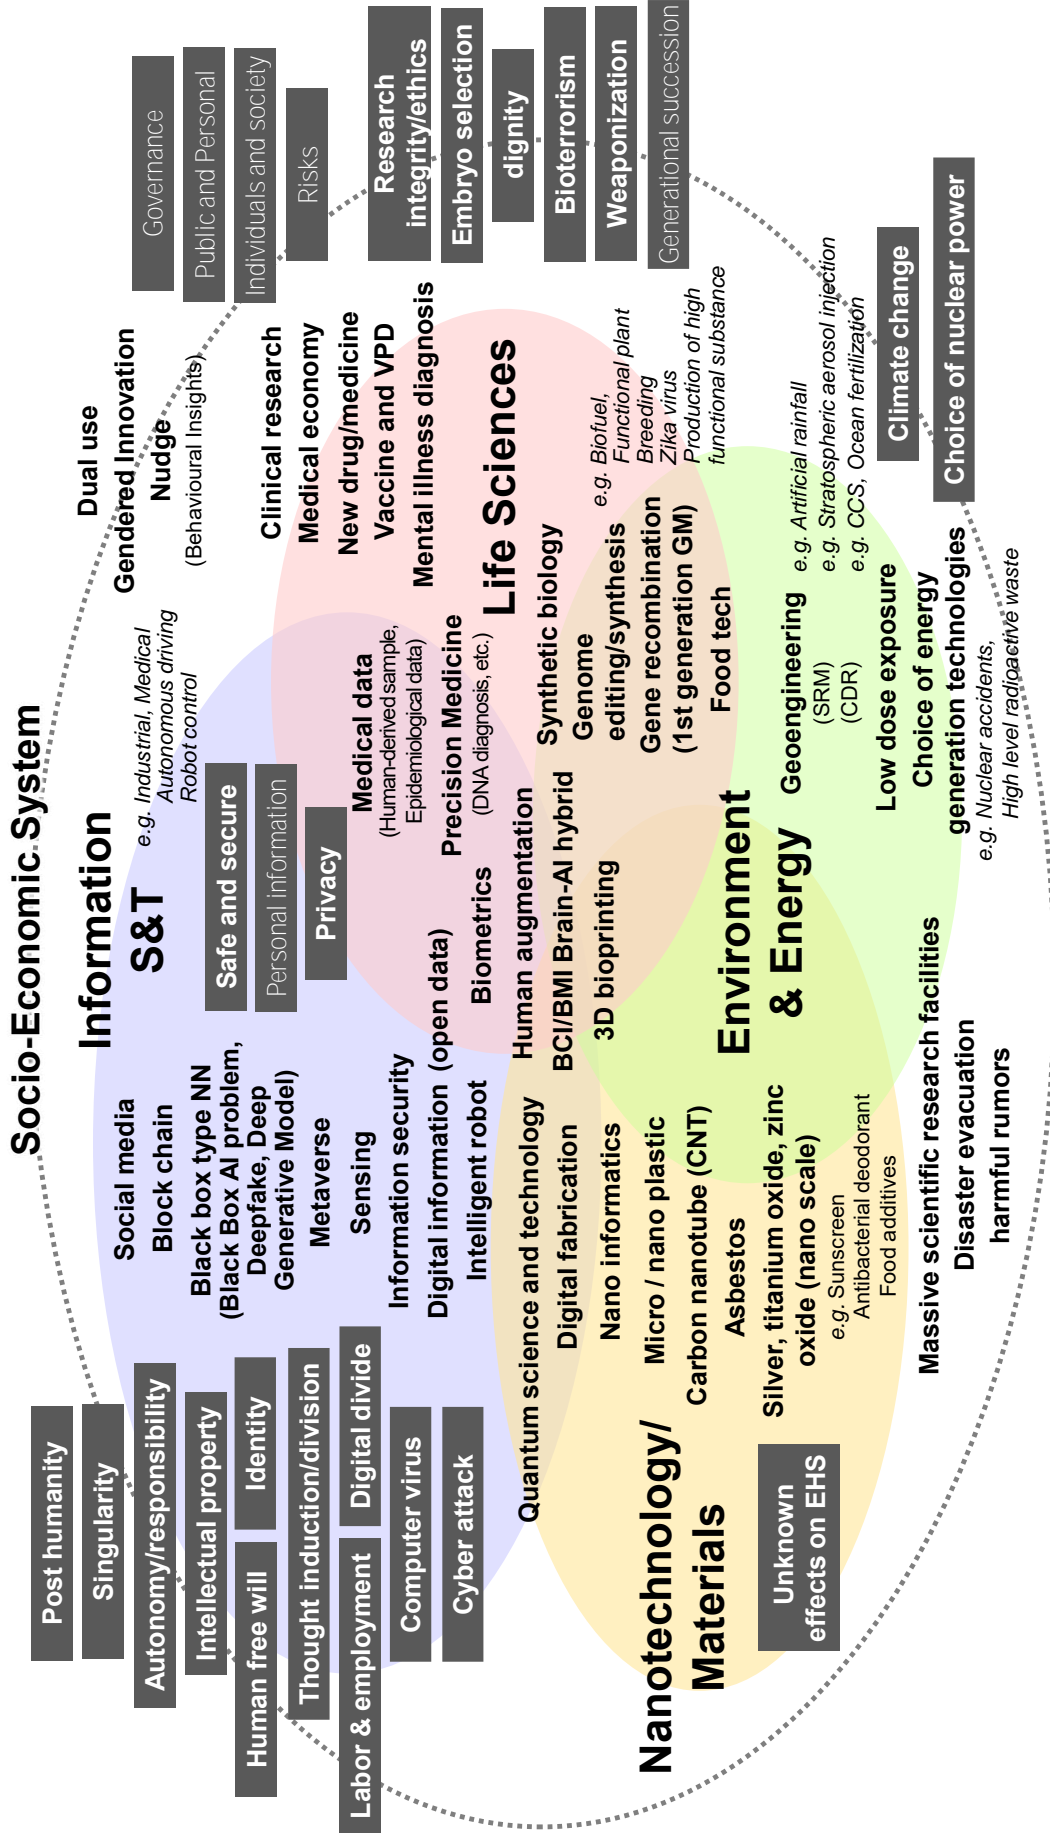 Socio-Economic System
Information
S&T
e.g. Industrial, Medical
Autonomous driving
Robot control
Dual use
Gendered Innovation
Nudge
(Behavioural Insights)
Governance
Public and Personal
Individuals and society
Risks
Post humanity
Singularity
Autonomy/responsibility
Intellectual property
Human free will
Identity
Thought induction/division
Labor & employment
Digital divide
Computer virus
Cyber attack
Social media
Block chain
Black box type NN
(Black Box AI problem,
Deepfake, Deep
Generative Model)
Metaverse
Sensing
Information security
Digital information (open data)
Intelligent robot
Safe and secure
Personal information
Privacy
Medical data
(Human-derived sample,
Epidemiological data)
Precision Medicine
(DNA diagnosis, etc.)
Biometrics
Clinical research
Medical economy
New drug/medicine
Vaccine and VPD
Mental illness diagnosis
Life Sciences
Research
integrity/ethics
Embryo selection
dignity
Bioterrorism
Weaponization
Generational succession
Human augmentation
BCI/BMI Brain-AI hybrid
3D bioprinting
Synthetic biology
Genome
editing/synthesis
Gene recombination
(1st generation GM)
Food tech
e.g. Biofuel,
Functional plant
Breeding
Zika virus
Production of high
functional substance
Quantum science and technology
Digital fabrication
Nano informatics
Micro / nano plastic
Carbon nanotube (CNT)
Asbestos
Silver, titanium oxide, zinc
oxide (nano scale)
e.g. Sunscreen
Antibacterial deodorant
Food additives
Nanotechnology/
Materials
Unknown
effects on EHS
Environment
& Energy
Geoengineering
(SRM)
(CDR)
e.g. Artificial rainfall
e.g. Stratospheric aerosol injection
e.g. CCS, Ocean fertilization
Low dose exposure
Choice of energy
generation technologies
e.g. Nuclear accidents,
High level radioactive waste
Climate change
Choice of nuclear power
Massive scientific research facilities
Disaster evacuation
harmful rumors